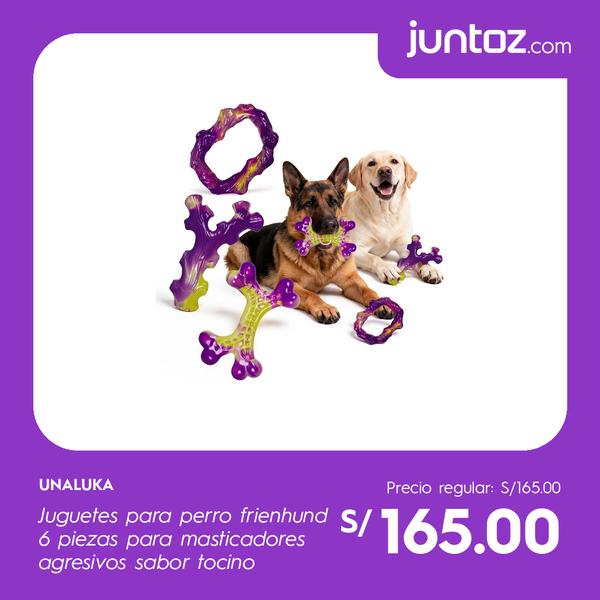 juntoz.com
UNALUKA
Juguetes para perro frienhund
6 piezas para masticadores
agresivos sabor tocino
Precio regular: S/165.00
S/165.00